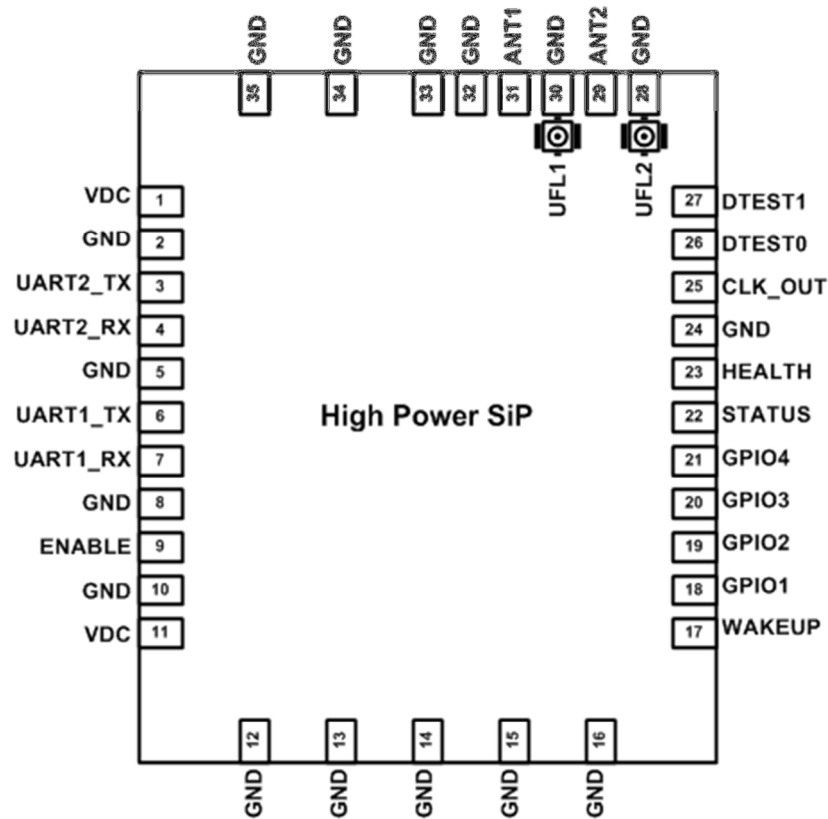 GND
GND
GND
GND
ANT1
GND
ANT2
GND
35
34
33
32
31
30
29
28
UFL1
UFL2
VDC 1
GND 2
UART2_TX 3
UART2_RX 4
GND 5
UART1_TX 6
UART1_RX 7
GND 8
ENABLE 9
GND 10
VDC 11
High Power SiP
27 DTEST1
26 DTEST0
25 CLK_OUT
24 GND
23 HEALTH
22 STATUS
21 GPIO4
20 GPIO3
19 GPIO2
18 GPIO1
17 WAKEUP
12
13
14
15
16
GND
GND
GND
GND
GND